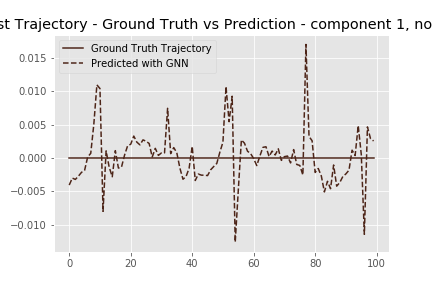 st Trajectory - Ground Truth vs Prediction - component 1, no
Ground Truth Trajectory
Predicted with GNN
0.015
0.010
0.005
0.000
−0.005
−0.010
0 20 40 60 80 100